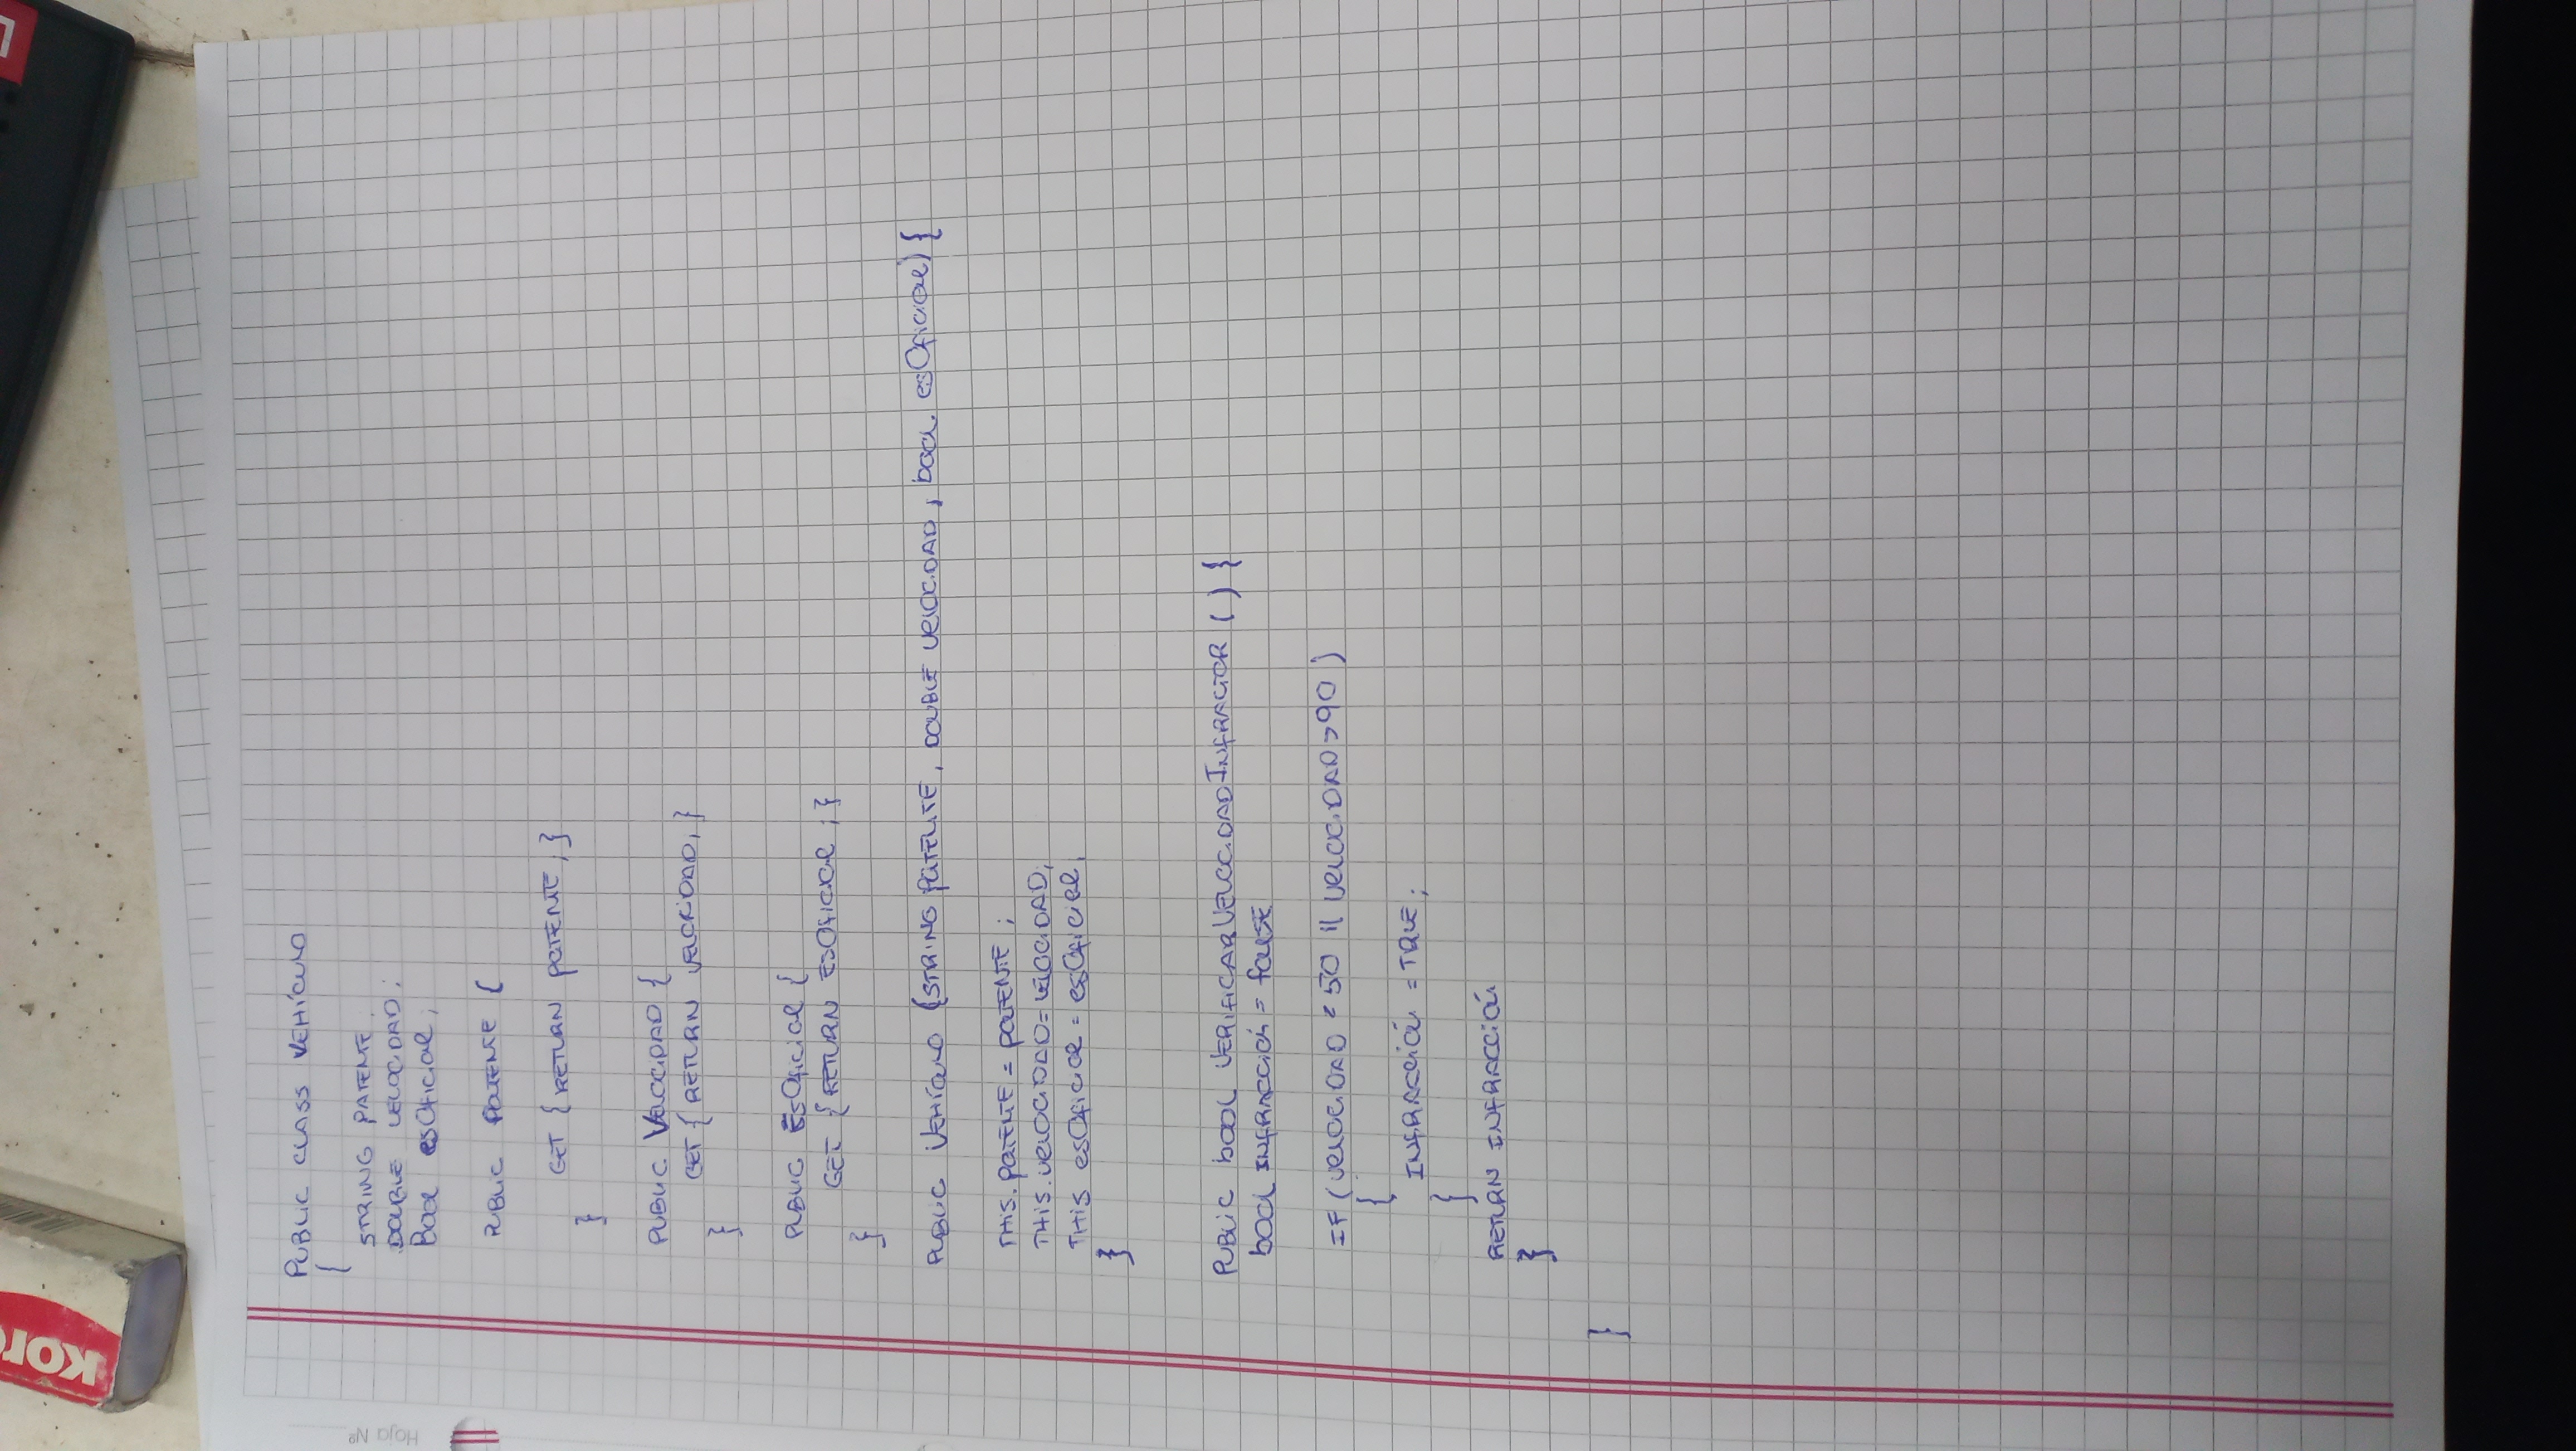 KOR
Hoja Nº
PUBLIC CLASS VEHÍCULO
{
STRING PATENTE.
DOUBLE VELOCIDAD;
Bool esOficial;
PUBLIC PATENTE {
GET {RETURN PATENTE;}
}
PUBLIC VELOCIDAD {
GET {RETURN VELOCIDAD;}
}
PUBLIC EsOficial {
GET {RETURN ESOficial;}
}
PUBLIC VEHÍCULO (STRING PATENTE, DOUBLE VELOCIDAD, bool esOficial) {
THIS.PATENTE = PATENTE;
THIS.VELOCIDAD = VELOCIDAD;
THIS esOficial = esOficial;
}
PUBLIC bool VERIFICARVELOCIDADINFRACTOR () {
bool INFRACCIÓN = falSE
IF (VELOCIDAD < 50 || VELOCIDAD > 90)
{
INFRACCIÓN = TRUE;
}
RETURN INFRACCIÓN
}
}